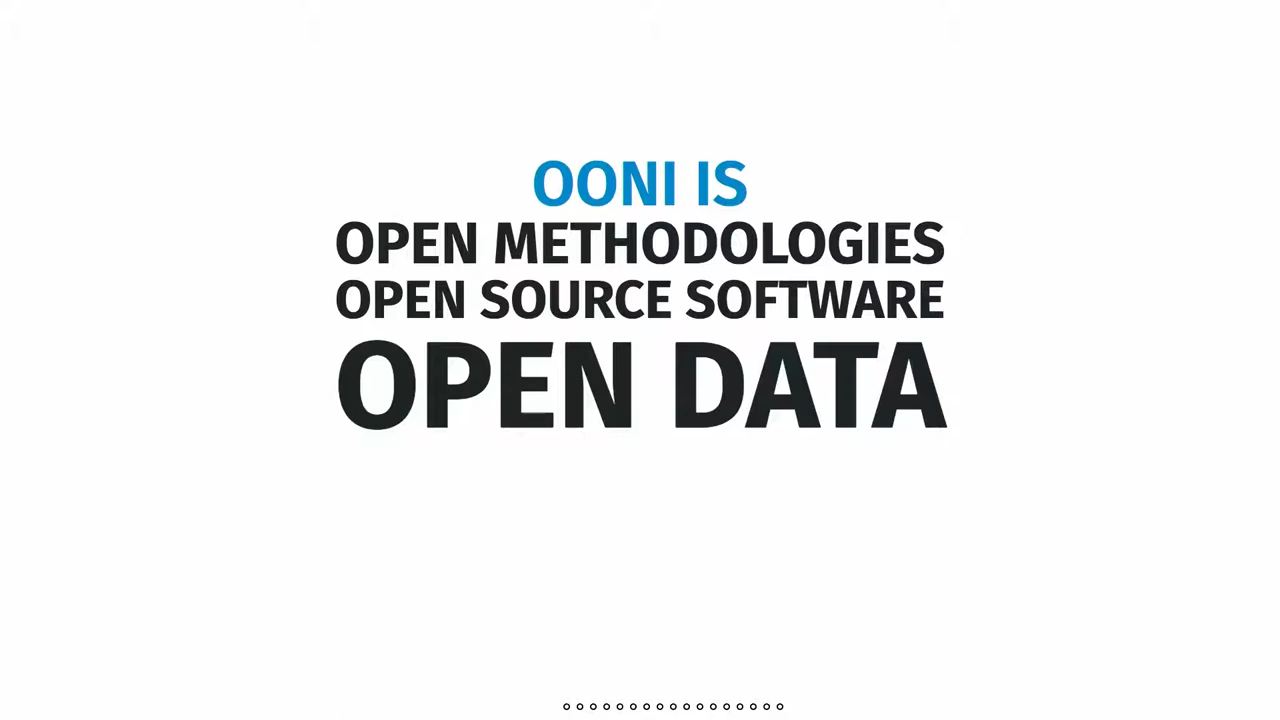 OONI IS
OPEN METHODOLOGIES
OPEN SOURCE SOFTWARE
OPEN DATA